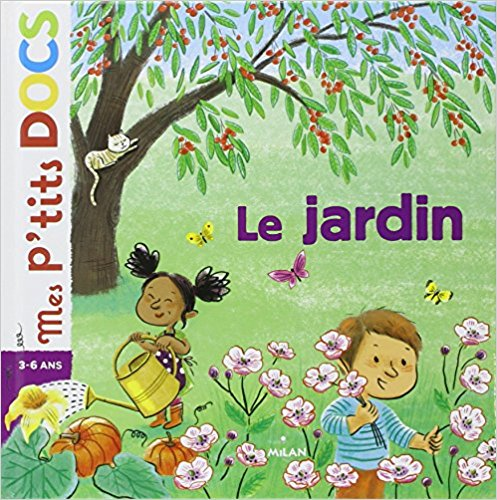 Mes p'tits DOCS
3-6 ANS
Le jardin
MILAN